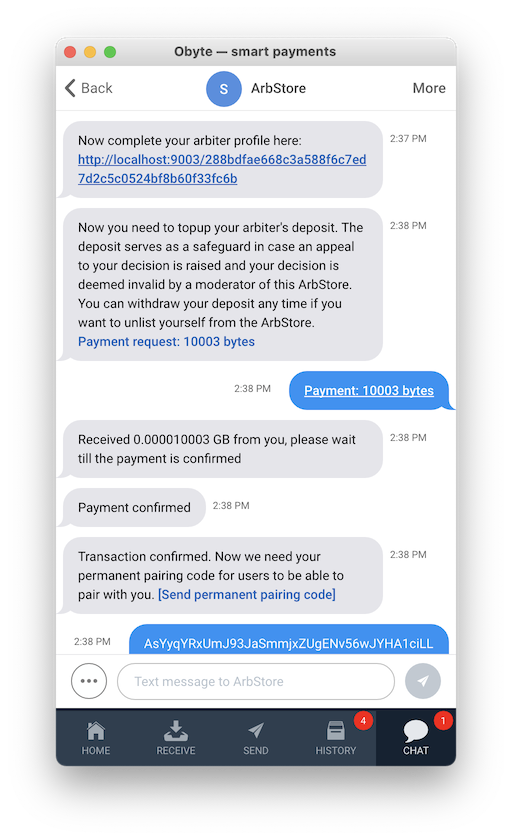 Obyte — smart payments
Back
S
ArbStore
More
Now complete your arbiter profile here:
http://localhost:9003/288bdfae668c3a588f6c7ed
7d2c5c0524bf8b60f33fc6b
2:37 PM
Now you need to topup your arbiter's deposit. The
deposit serves as a safeguard in case an appeal
to your decision is raised and your decision is
deemed invalid by a moderator of this ArbStore.
You can withdraw your deposit any time if you
want to unlist yourself from the ArbStore.
Payment request: 10003 bytes
2:38 PM
2:38 PM
Payment: 10003 bytes
Received 0.000010003 GB from you, please wait
till the payment is confirmed
2:38 PM
Payment confirmed
2:38 PM
Transaction confirmed. Now we need your
permanent pairing code for users to be able to
pair with you. [Send permanent pairing code]
2:38 PM
2:38 PM
AsYyqYRxUmJ93JaSmmjxZUgENv56wJYHA1ciLL
Text message to ArbStore
HOME
RECEIVE
SEND
4
HISTORY
1
CHAT